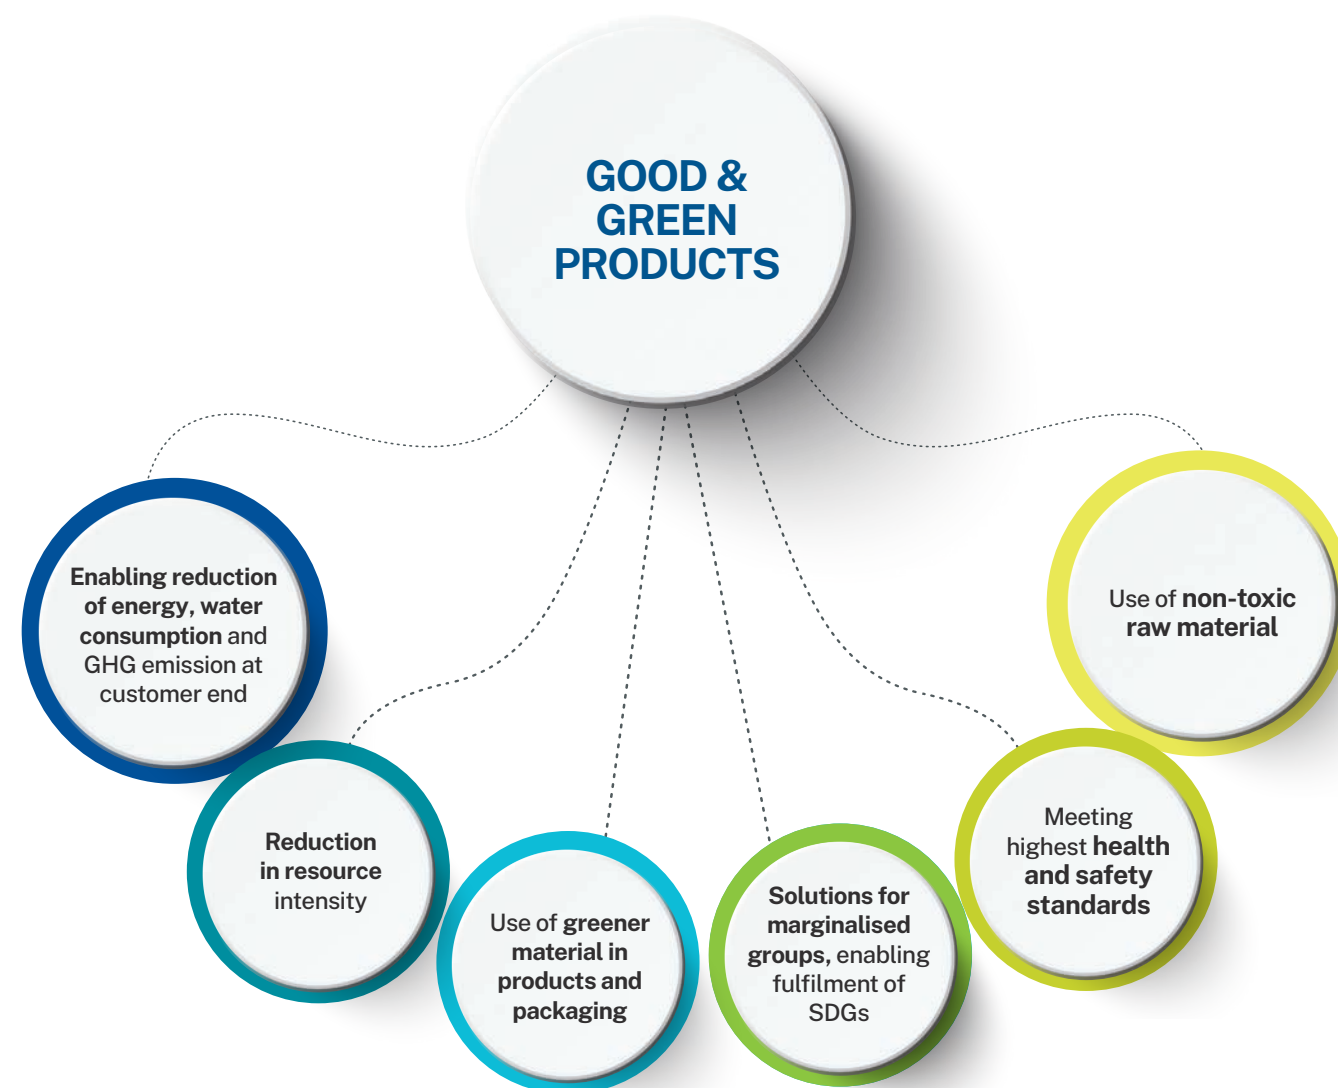 GOOD &
GREEN
PRODUCTS
Enabling reduction
of energy, water
consumption and
GHG emission at
customer end
Reduction
in resource
intensity
Use of greener
material in
products and
packaging
Solutions for
marginalised
groups, enabling
fulfilment of
SDGs
Meeting
highest health
and safety
standards
Use of non-toxic
raw material